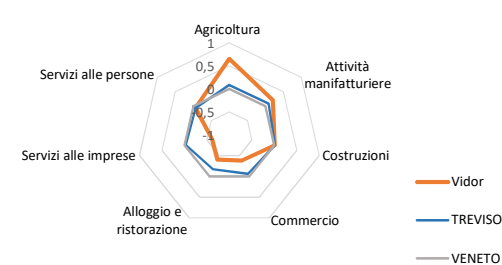 Agricoltura
1
0,5
0
-0,5
-1
Attività
manifatturiere
Costruzioni
Commercio
Alloggio e
ristorazione
Servizi alle imprese
Servizi alle persone
Vidor
TREVISO
VENETO